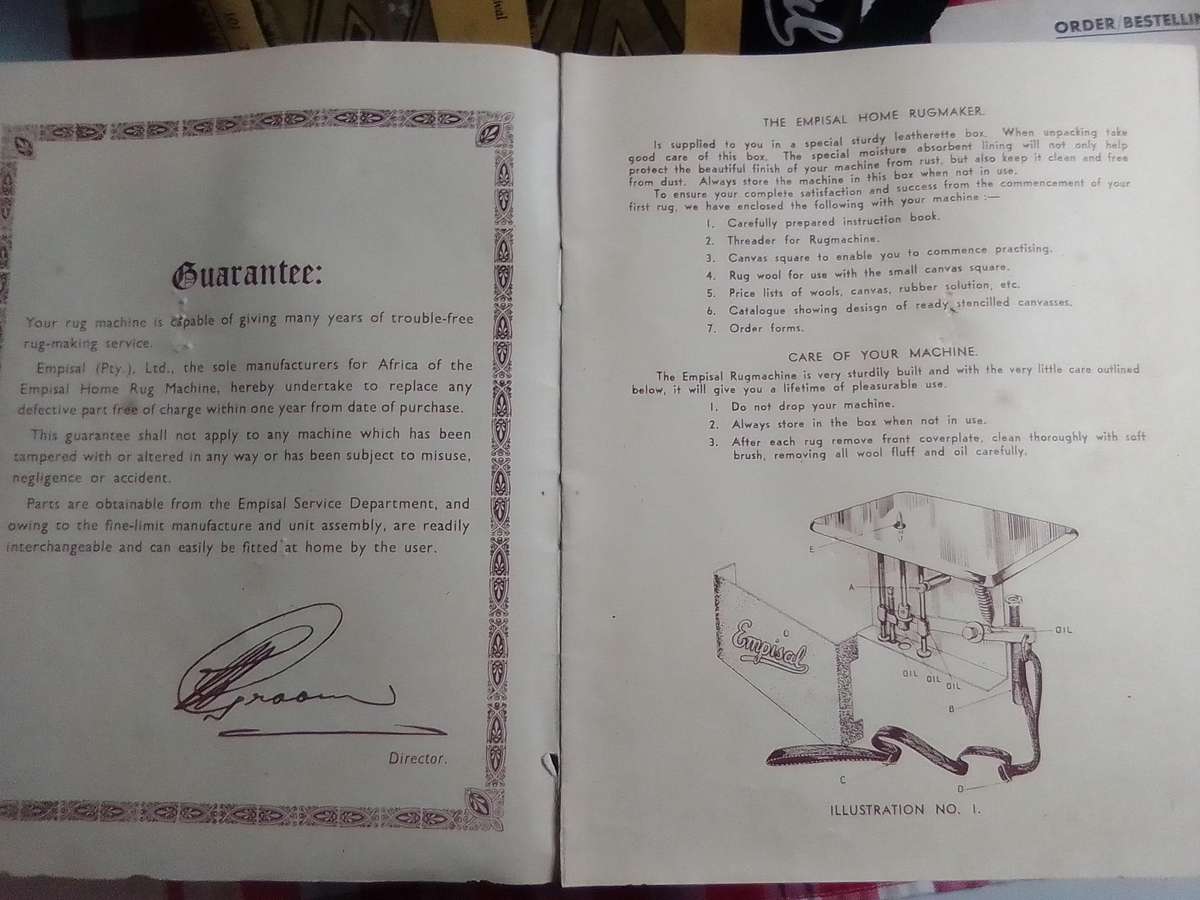 ival
ORDER/BESTELLIN
Guarantee:
Your rug machine is capable of giving many years of trouble-free
rug-making service.
Empisal (Pty.), Ltd., the sole manufacturers for Africa of the
Empisal Home Rug Machine, hereby undertake to replace any
defective part free of charge within one year from date of purchase.
This guarantee shall not apply to any machine which has been
tampered with or altered in any way or has been subject to misuse,
negligence or accident.
Parts are obtainable from the Empisal Service Department, and
owing to the fine-limit manufacture and unit assembly, are readily
interchangeable and can easily be fitted at home by the user.
Director.
THE EMPISAL HOME RUGMAKER.
Is supplied to you in a special sturdy leatherette box. When unpacking take
good care of this box. The special moisture absorbent lining will not only help
protect the beautiful finish of your machine from rust, but also keep it clean and free
from dust. Always store the machine in this box when not in use.
To ensure your complete satisfaction and success from the commencement of your
first rug, we have enclosed the following with your machine :—
1. Carefully prepared instruction book.
2. Threader for Rugmachine.
3. Canvas square to enable you to commence practising.
4. Rug wool for use with the small canvas square.
5. Price lists of wools, canvas, rubber solution, etc.
6. Catalogue showing desisgn of ready stencilled canvasses.
7. Order forms.
CARE OF YOUR MACHINE.
The Empisal Rugmachine is very sturdily built and with the very little care outlined
below, it will give you a lifetime of pleasurable use.
1. Do not drop your machine.
2. Always store in the box when not in use.
3. After each rug remove front coverplate, clean thoroughly with soft
brush, removing all wool fluff and oil carefully.
E
A
OIL
Empisal
OIL OIL OIL
B
C
D
ILLUSTRATION NO. 1.